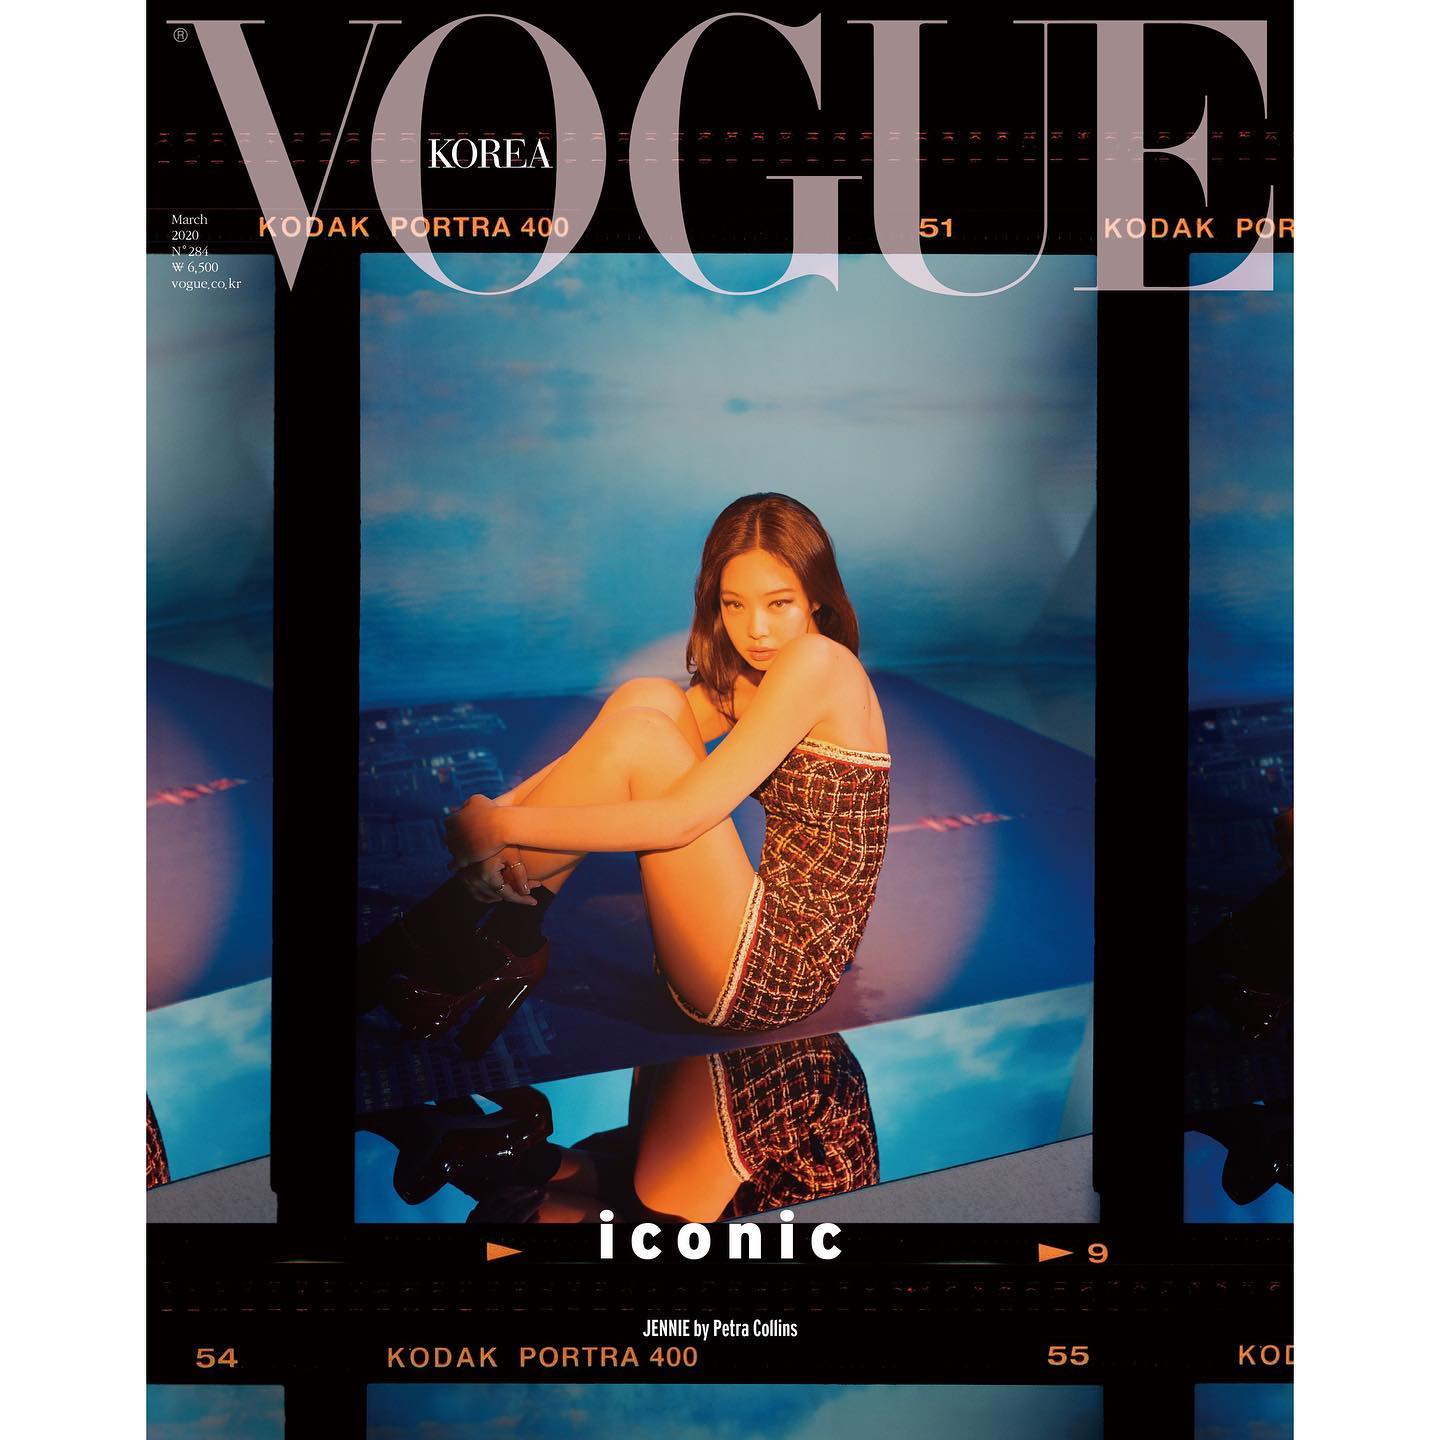 ®
VOGUE
KOREA
March
2020
N°284
₩ 6,500
vogue.co.kr
KODAK PORTRA 400 51 KODAK POR
iconic
9
JENNIE by Petra Collins
54 KODAK PORTRA 400 55 KOD